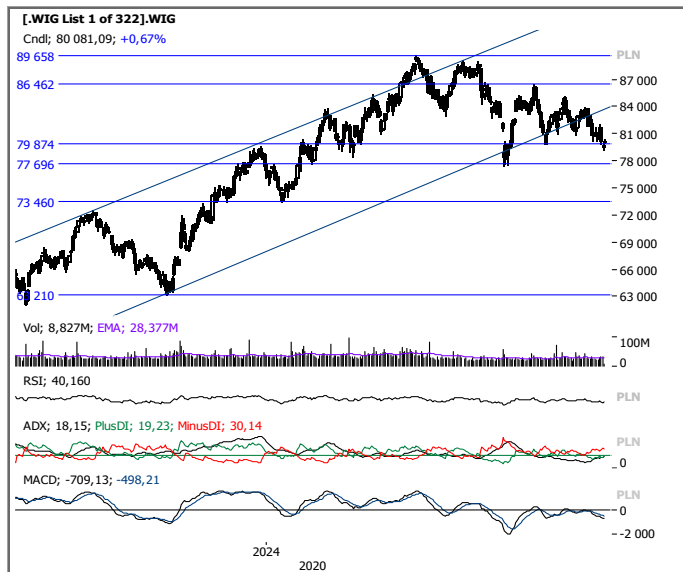 [.WIG List 1 of 322].WIG
Cndl; 80 081,09; +0,67%
PLN
89 658
87 000
86 462
84 000
81 000
79 874
78 000
77 696
75 000
73 460
72 000
69 000
66 000
210
63 000
Vol; 8,827M; EMA; 28,377M
100M
0
RSI; 40,160
PLN
ADX; 18,15; PlusDI; 19,23; MinusDI; 30,14
PLN
0
MACD; -709,13; -498,21
PLN
0
-2 000
2024
2020